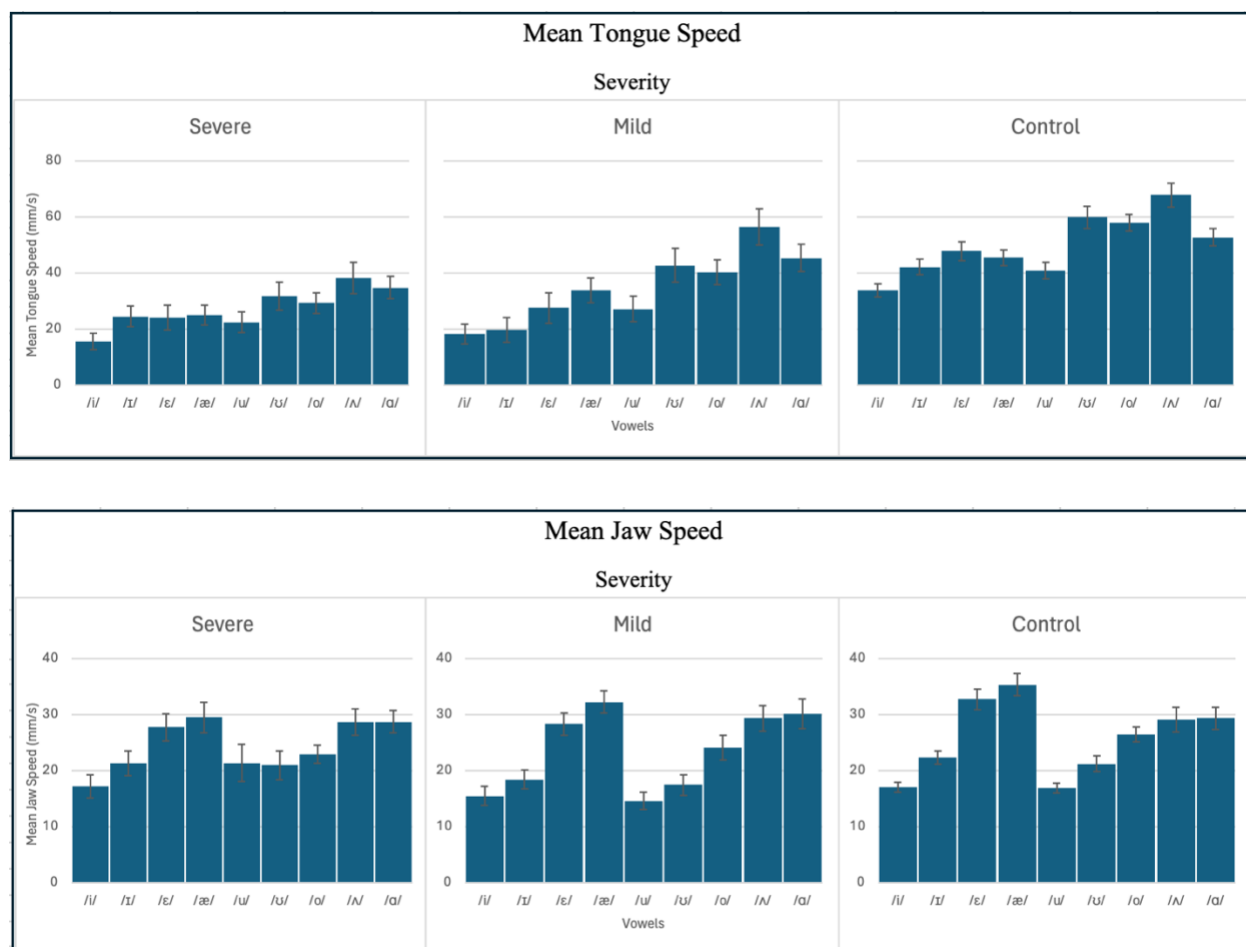 Mean Tongue Speed
Severity
Severe
Mild
Control
Mean Tongue Speed (mm/s)
80
60
40
20
0
/i/ /ɪ/ /ɛ/ /æ/ /u/ /ʊ/ /o/ /ʌ/ /ɑ/
/i/ /ɪ/ /ɛ/ /æ/ /u/ /ʊ/ /o/ /ʌ/ /ɑ/
/i/ /ɪ/ /ɛ/ /æ/ /u/ /ʊ/ /o/ /ʌ/ /ɑ/
Vowels
Mean Jaw Speed
Severity
Severe
Mild
Control
Mean Jaw Speed (mm/s)
40
30
20
10
0
40
30
20
10
0
40
30
20
10
0
/i/ /ɪ/ /ɛ/ /æ/ /u/ /ʊ/ /o/ /ʌ/ /ɑ/
/i/ /ɪ/ /ɛ/ /æ/ /u/ /ʊ/ /o/ /ʌ/ /ɑ/
/i/ /ɪ/ /ɛ/ /æ/ /u/ /ʊ/ /o/ /ʌ/ /ɑ/
Vowels